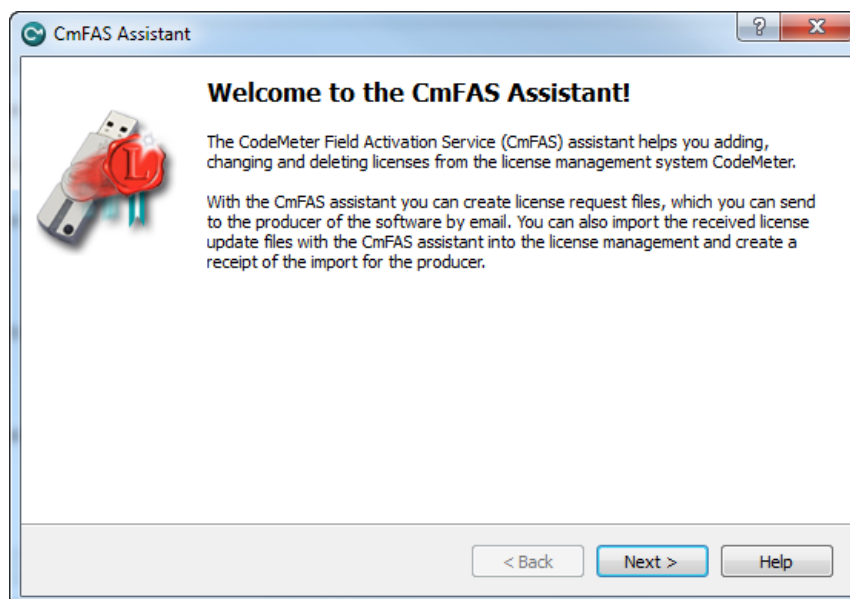 CmFAS Assistant
Welcome to the CmFAS Assistant!
The CodeMeter Field Activation Service (CmFAS) assistant helps you adding,
changing and deleting licenses from the license management system CodeMeter.
With the CmFAS assistant you can create license request files, which you can send
to the producer of the software by email. You can also import the received license
update files with the CmFAS assistant into the license management and create a
receipt of the import for the producer.
L
< Back Next > Help